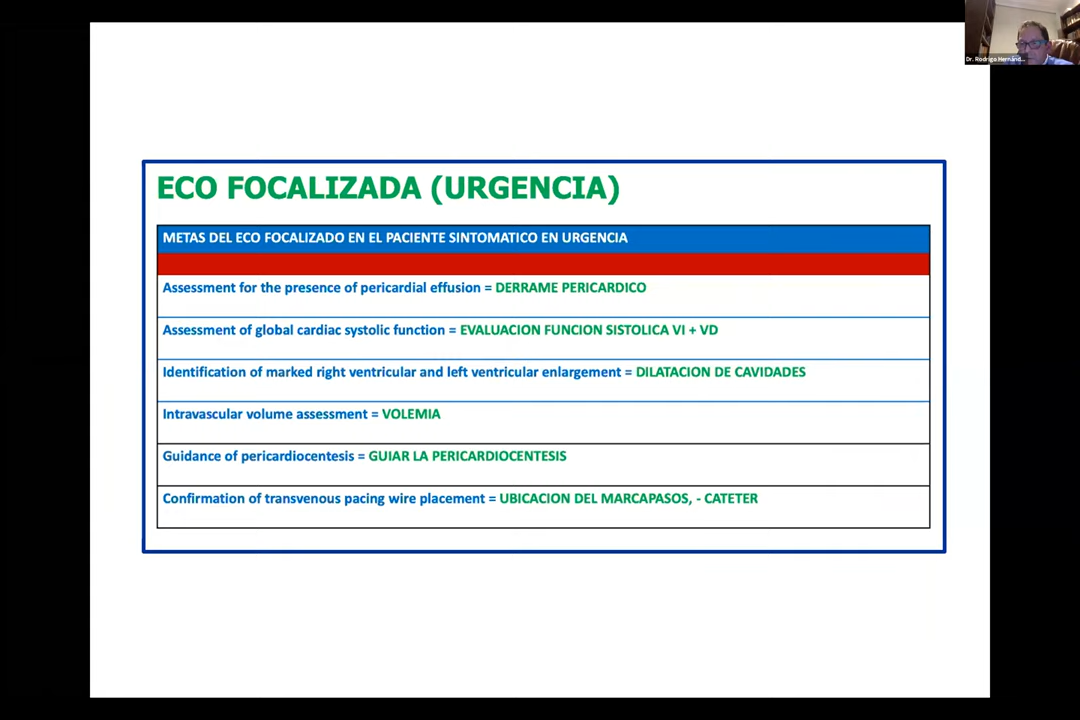 Dr. Rodrigo Hernánd...
ECO FOCALIZADA (URGENCIA)
METAS DEL ECO FOCALIZADO EN EL PACIENTE SINTOMATICO EN URGENCIA
Assessment for the presence of pericardial effusion = DERRAME PERICARDICO
Assessment of global cardiac systolic function = EVALUACION FUNCION SISTOLICA VI + VD
Identification of marked right ventricular and left ventricular enlargement = DILATACION DE CAVIDADES
Intravascular volume assessment = VOLEMIA
Guidance of pericardiocentesis = GUIAR LA PERICARDIOCENTESIS
Confirmation of transvenous pacing wire placement = UBICACION DEL MARCAPASOS, - CATETER